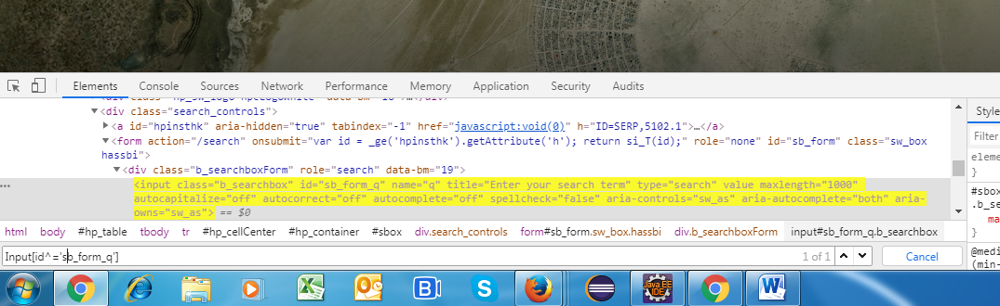 Elements Console Sources Network Performance Memory Application Security Audits
<div class="search_controls">
<a id="hpinsthk" aria-hidden="true" tabindex="-1" href="javascript:void(0)" h="ID=SERP,5102.1">…</a>
Style
<form action="/search" onsubmit="var id = _ge('hpinsthk').getAttribute('h'); return si_T(id);" role="none" id="sb_form" class="sw_box
hassbi">
Filter
<div class="b_searchboxForm" role="search" data-bm="19">
eleme
}
... <input class="b_searchbox" id="sb_form_q" name="q" title="Enter your search term" type="search" value maxlength="1000"
autocapitalize="off" autocorrect="off" autocomplete="off" spellcheck="false" aria-controls="sw_as" aria-autocomplete="both" aria-
owns="sw_as"> == $0
#sbox
.b_se
ma
}
html body #hp_table tbody tr #hp_cellCenter #hp_container #sbox div.search_controls form#sb_form.sw_box.hassbi div.b_searchboxForm input#sb_form_q.b_searchbox
@medi
(min-
Input[id^='sb_form_q'] 1 of 1 Cancel
X O B S Java EE IDE W